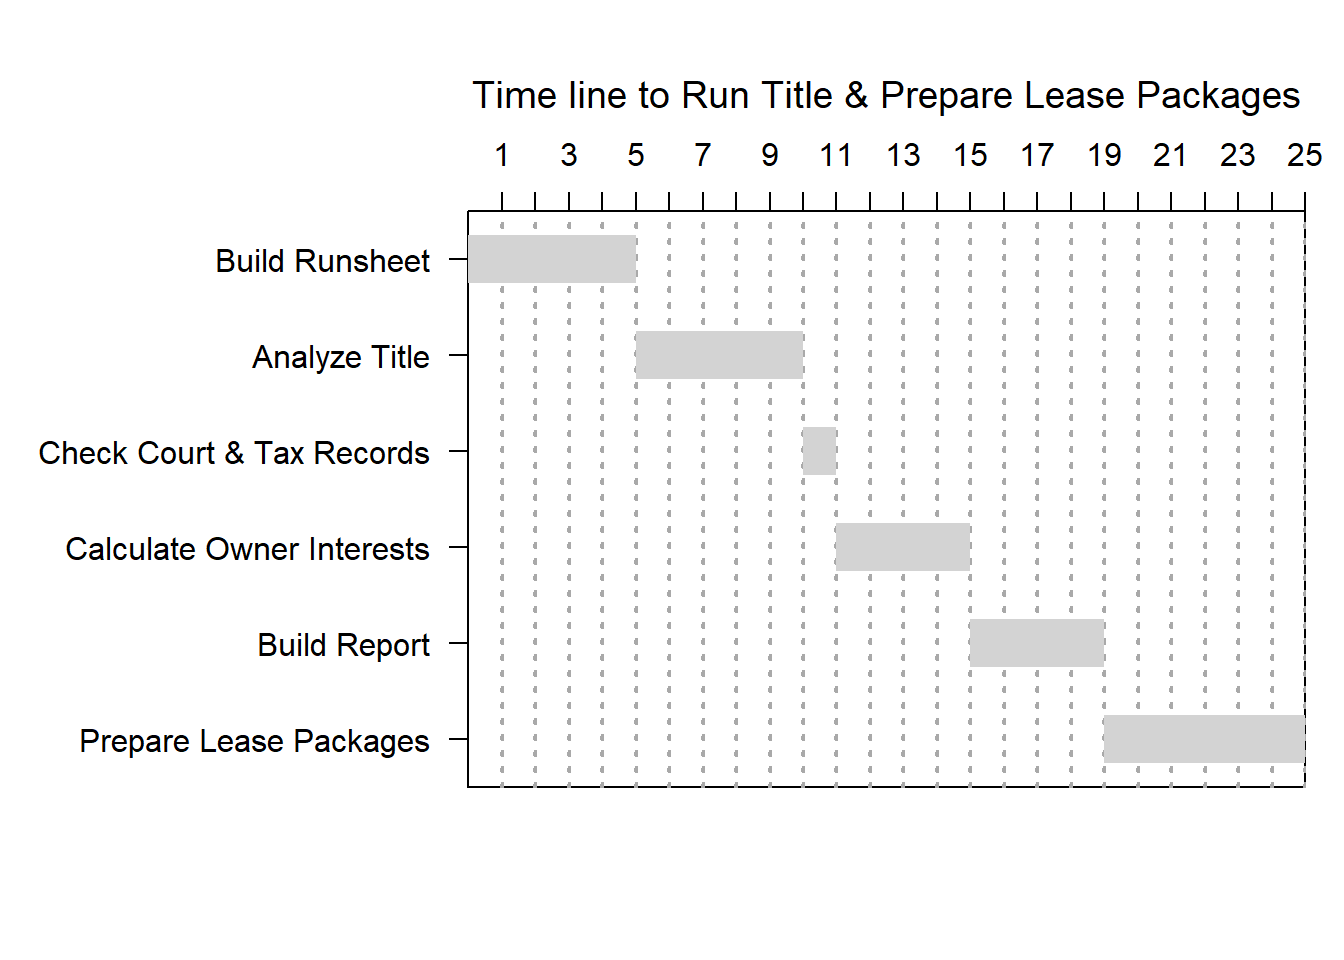 Time line to Run Title & Prepare Lease Packages
1 3 5 7 9 11 13 15 17 19 21 23 25
Build Runsheet
Analyze Title
Check Court & Tax Records
Calculate Owner Interests
Build Report
Prepare Lease Packages